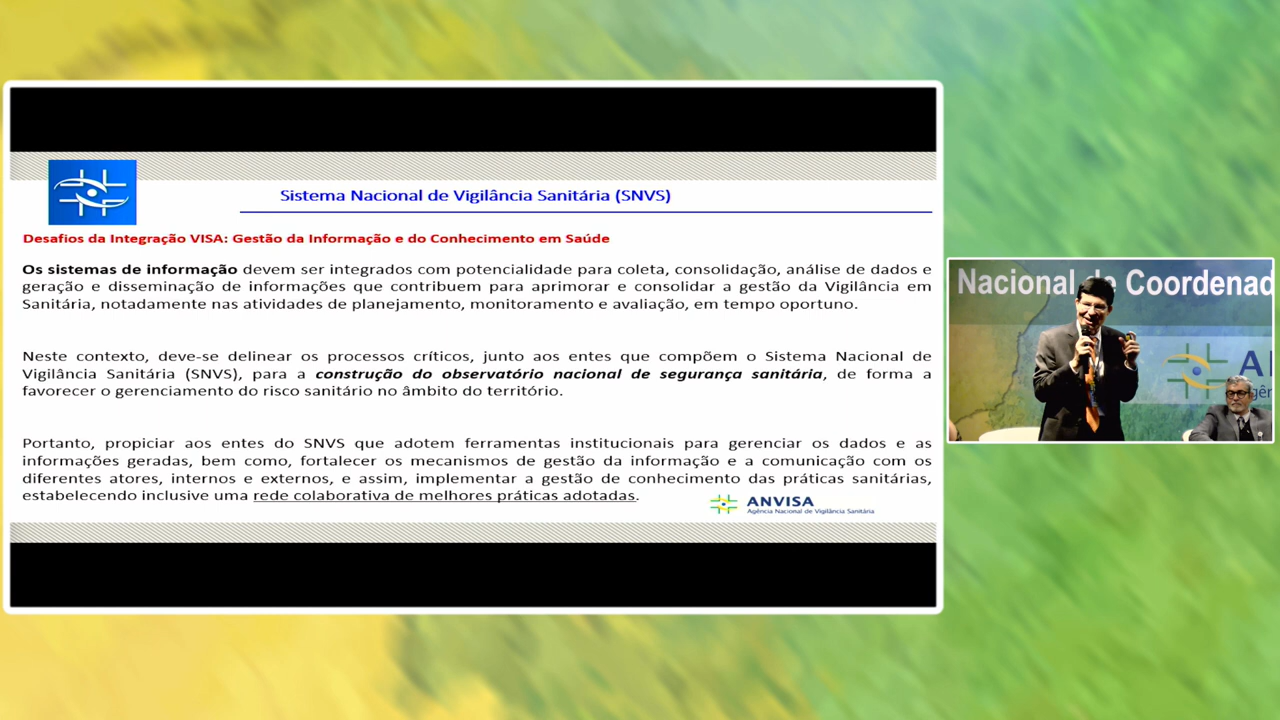 Sistema Nacional de Vigilância Sanitária (SNVS)
Desafios da Integração VISA: Gestão da Informação e do Conhecimento em Saúde
Os sistemas de informação devem ser integrados com potencialidade para coleta, consolidação, análise de dados e
geração e disseminação de informações que contribuem para aprimorar e consolidar a gestão da Vigilância em
Sanitária, notadamente nas atividades de planejamento, monitoramento e avaliação, em tempo oportuno.
Neste contexto, deve-se delinear os processos críticos, junto aos entes que compõem o Sistema Nacional de
Vigilância Sanitária (SNVS), para a construção do observatório nacional de segurança sanitária, de forma a
favorecer o gerenciamento do risco sanitário no âmbito do território.
Portanto, propiciar aos entes do SNVS que adotem ferramentas institucionais para gerenciar os dados e as
informações geradas, bem como, fortalecer os mecanismos de gestão da informação e a comunicação com os
diferentes atores, internos e externos, e assim, implementar a gestão de conhecimento das práticas sanitárias,
estabelecendo inclusive uma rede colaborativa de melhores práticas adotadas.
ANVISA
Agência Nacional de Vigilância Sanitária
Nacional de Coordenad